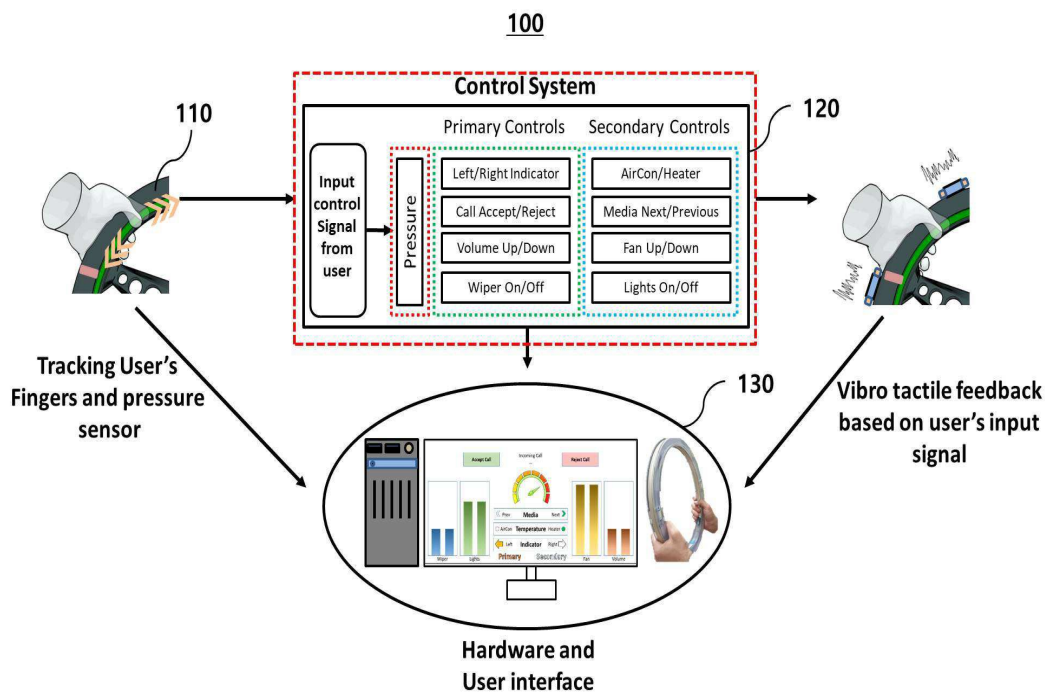 100
Control System
110
120
Primary Controls
Secondary Controls
Input
control
Signal
from
user
Pressure
Left/Right Indicator
Call Accept/Reject
Volume Up/Down
Wiper On/Off
AirCon/Heater
Media Next/Previous
Fan Up/Down
Lights On/Off
Tracking User's
Fingers and pressure
sensor
130
Vibro tactile feedback
based on user's input
signal
Accept Call
Incoming Call
Reject Call
Prev Media Next
AirCon Temperature Heater
Left Indicator Right
Primary Secondary
Wiper
Lights
Fan
Volume
Hardware and
User interface